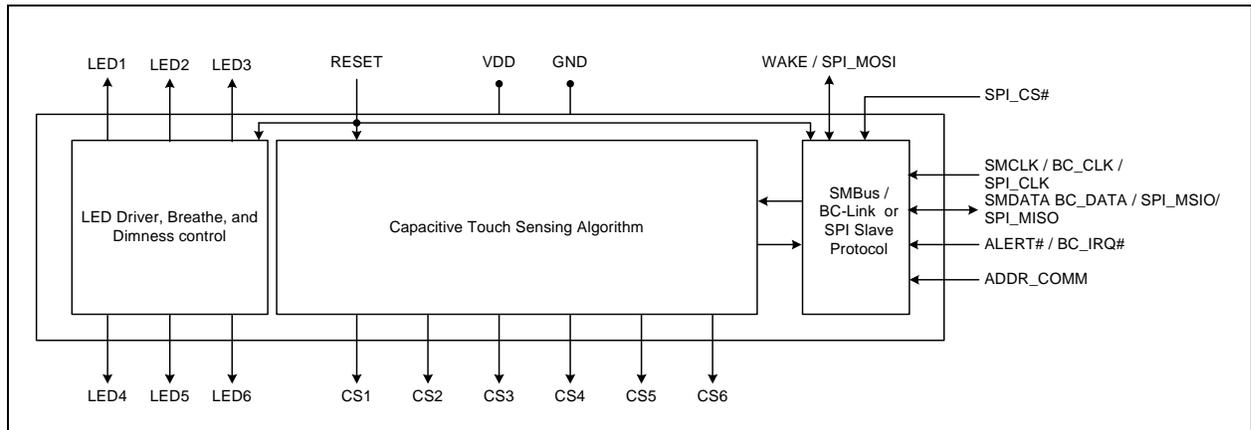 LED1
LED2
LED3
RESET
VDD
GND
WAKE / SPI_MOSI
SPI_CS#
LED Driver, Breathe, and
Dimness control
Capacitive Touch Sensing Algorithm
SMBus /
BC-Link or
SPI Slave
Protocol
SMCLK / BC_CLK /
SPI_CLK
SMDATA BC_DATA / SPI_MSIO/
SPI_MISO
ALERT# / BC_IRQ#
ADDR_COMM
LED4
LED5
LED6
CS1
CS2
CS3
CS4
CS5
CS6